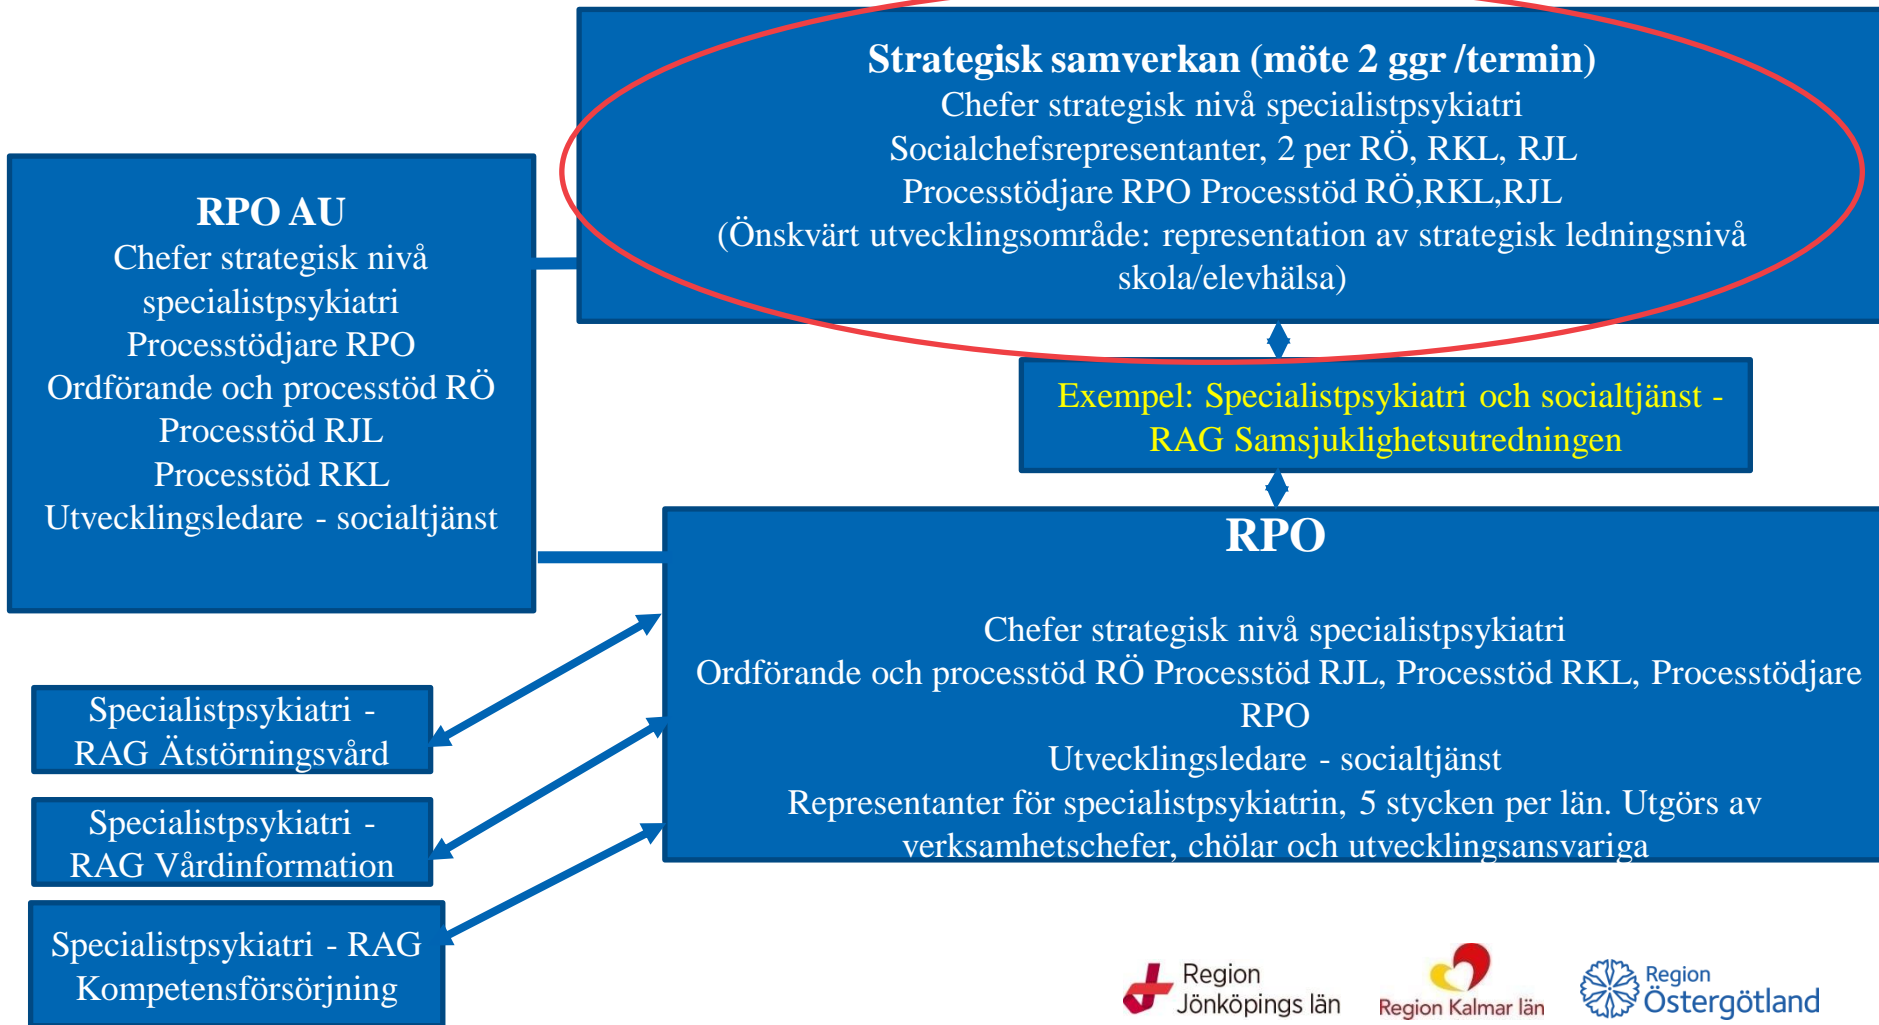 Strategisk samverkan (möte 2 ggr /termin)
Chefer strategisk nivå specialistpsykiatri
Socialchefsrepresentanter, 2 per RÖ, RKL, RJL
Processtödjare RPO Processtöd RÖ,RKL,RJL
(Önskvärt utvecklingsområde: representation av strategisk ledningsnivå
skola/elevhälsa)
RPO AU
Chefer strategisk nivå
specialistpsykiatri
Processtödjare RPO
Ordförande och processtöd RÖ
Processtöd RJL
Processtöd RKL
Utvecklingsledare - socialtjänst
Exempel: Specialistpsykiatri och socialtjänst -
RAG Samsjuklighetsutredningen
RPO
Chefer strategisk nivå specialistpsykiatri
Ordförande och processtöd RÖ Processtöd RJL, Processtöd RKL, Processtödjare
RPO
Utvecklingsledare - socialtjänst
Representanter för specialistpsykiatrin, 5 stycken per län. Utgörs av
verksamhetschefer, chölar och utvecklingsansvariga
Specialistpsykiatri -
RAG Ätstörningsvård
Specialistpsykiatri -
RAG Vårdinformation
Specialistpsykiatri - RAG
Kompetensförsörjning
Region
Jönköpings län
Region Kalmar län
Region
Östergötland